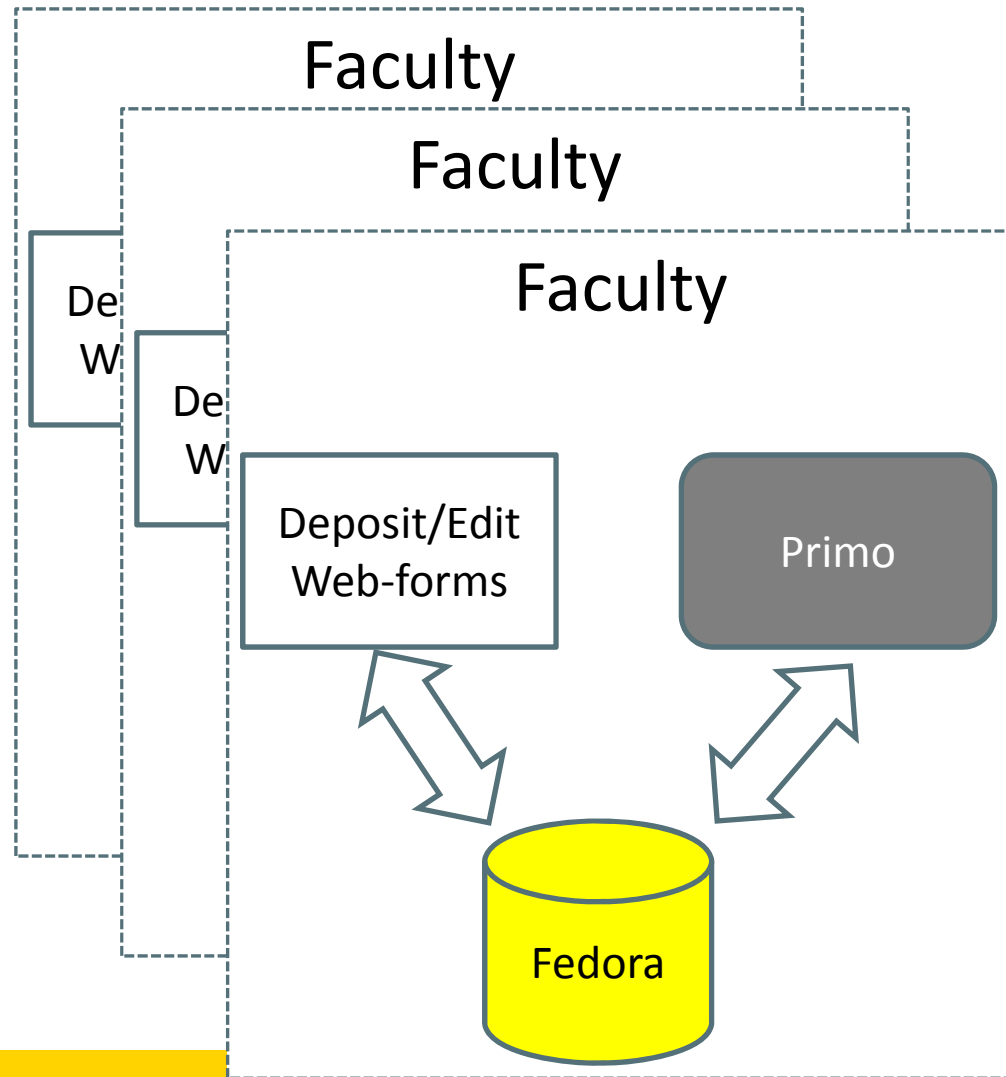 Faculty
Faculty
Faculty
De
W
De
W
Deposit/Edit
Web-forms
Primo
Fedora